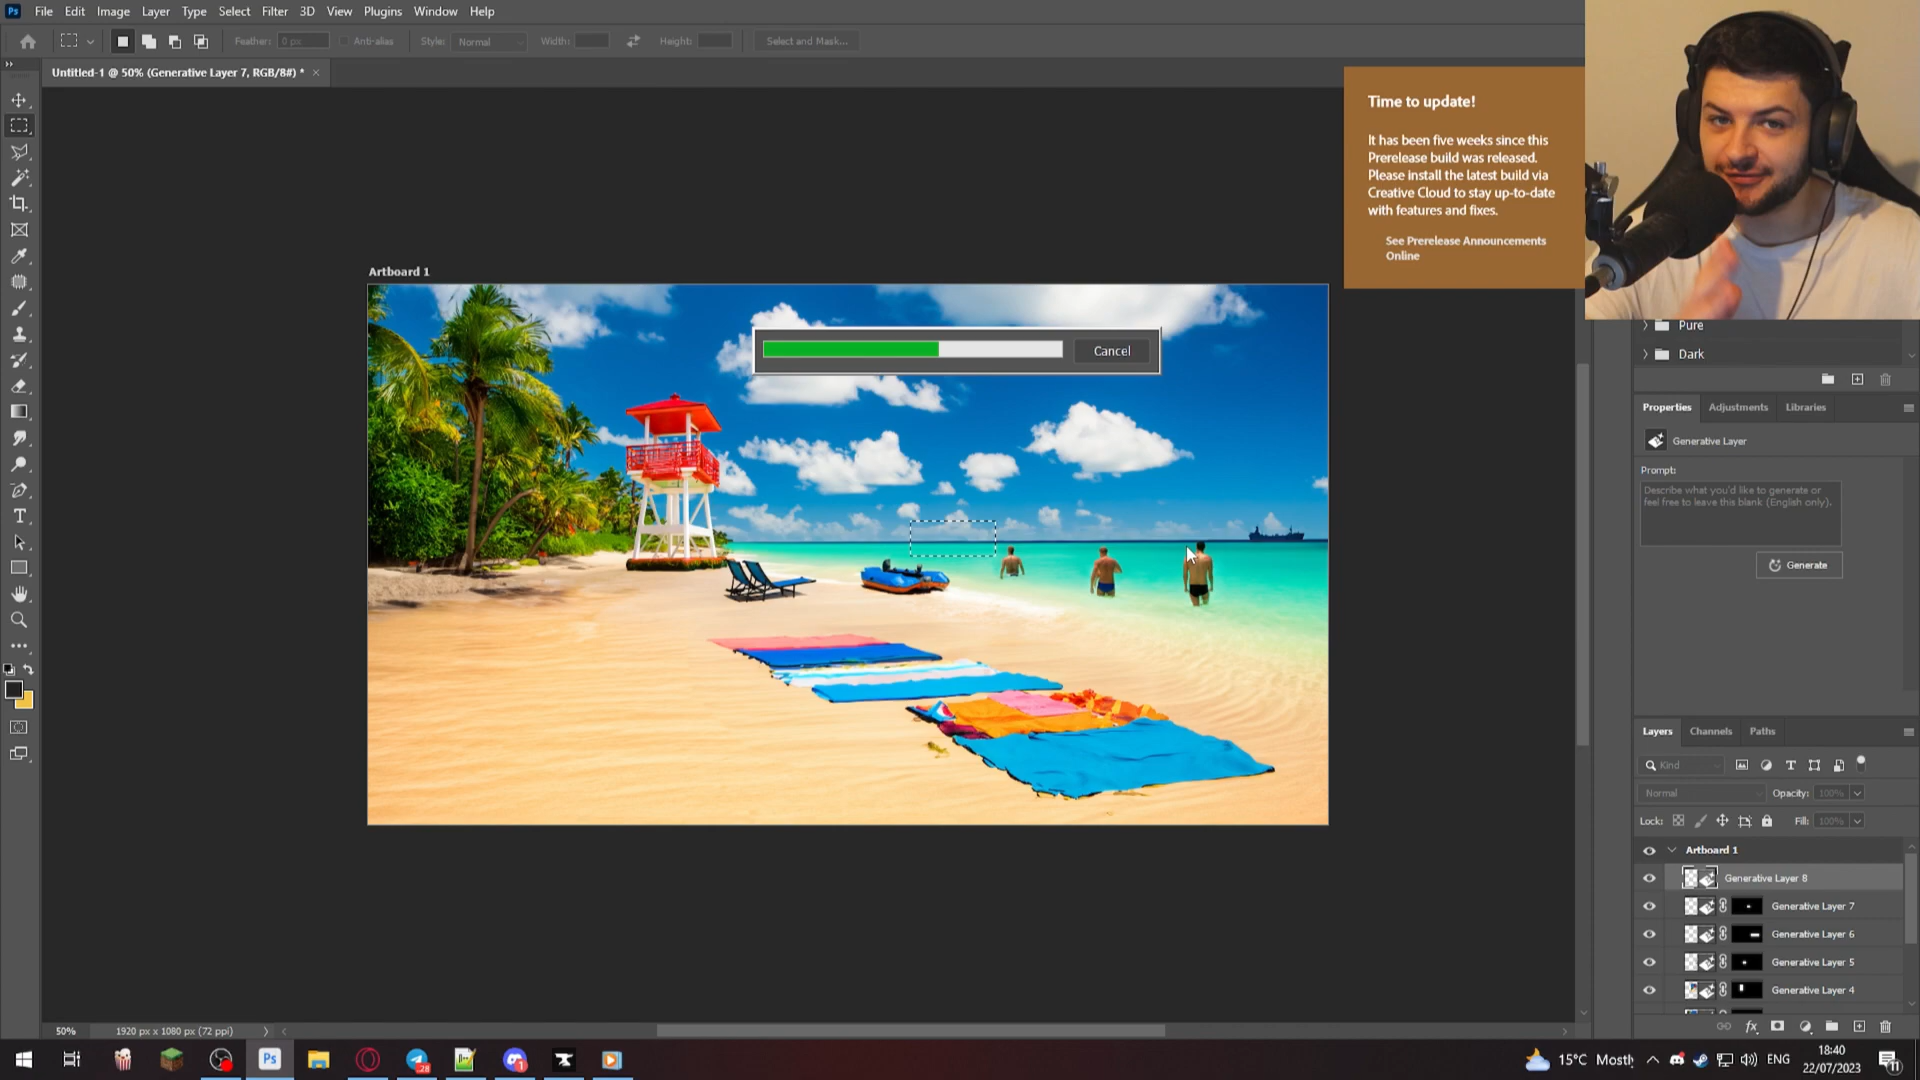 Ps File Edit Image Layer Type Select Filter 3D View Plugins Window Help
Feather: 0 px Anti-alias Style: Normal Width: Height: Select and Mask...
Untitled-1 @ 50% (Generative Layer 7, RGB/8#) * ×
Time to update!
It has been five weeks since this
Prerelease build was released.
Please install the latest build via
Creative Cloud to stay up-to-date
with features and fixes.
See Prerelease Announcements
Online
Artboard 1
Cancel
Pure
Dark
Properties Adjustments Libraries
Generative Layer
Prompt:
Describe what you'd like to generate or
feel free to leave this blank (English only).
Generate
Layers Channels Paths
Kind
Normal Opacity: 100%
Lock: Fill: 100%
Artboard 1
Generative Layer 8
Generative Layer 7
Generative Layer 6
Generative Layer 5
Generative Layer 4
50% 1920 px x 1080 px (72 ppi)
Ps 28 1 15°C Mostly ENG 18:40
22/07/2023 11